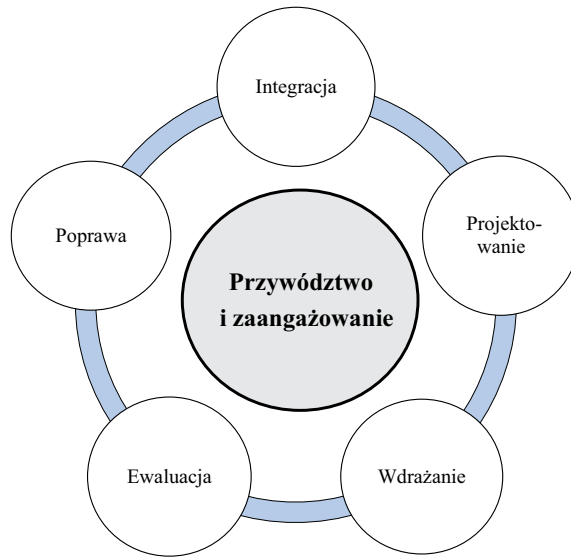 Integracja
Projekto-
wanie
Wdrażanie
Ewaluacja
Poprawa
Przywództwo
i zaangażowanie